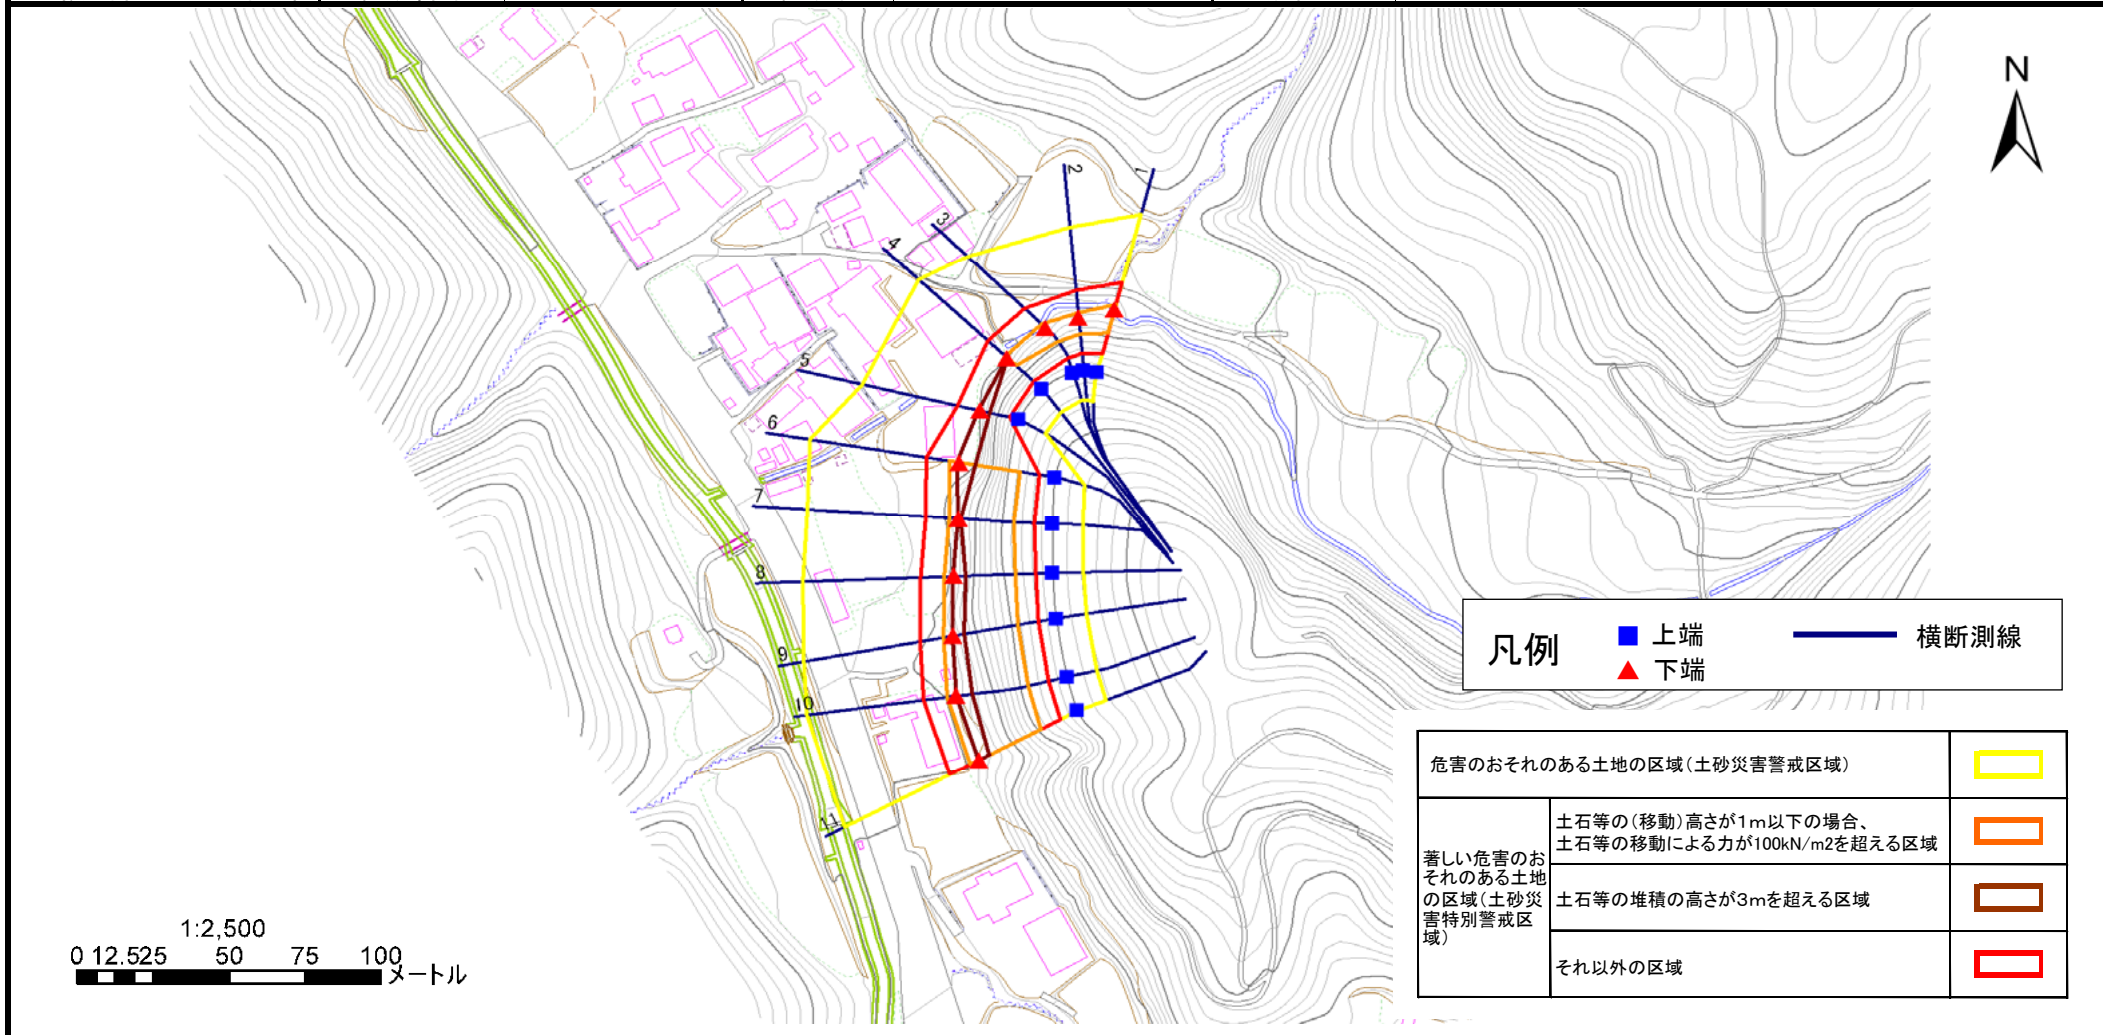 N
1
2
3
4
5
6
7
8
9
10
11
凡例
上端
下端
横断測線
危害のおそれのある土地の区域(土砂災害警戒区域)
著しい危害のお
それのある土地
の区域(土砂災
害特別警戒区
域)
土石等の(移動)高さが1m以下の場合、
土石等の移動による力が100kN/m2を超える区域
土石等の堆積の高さが3mを超える区域
それ以外の区域
1:2,500
0 12.525 50 75 100
メートル